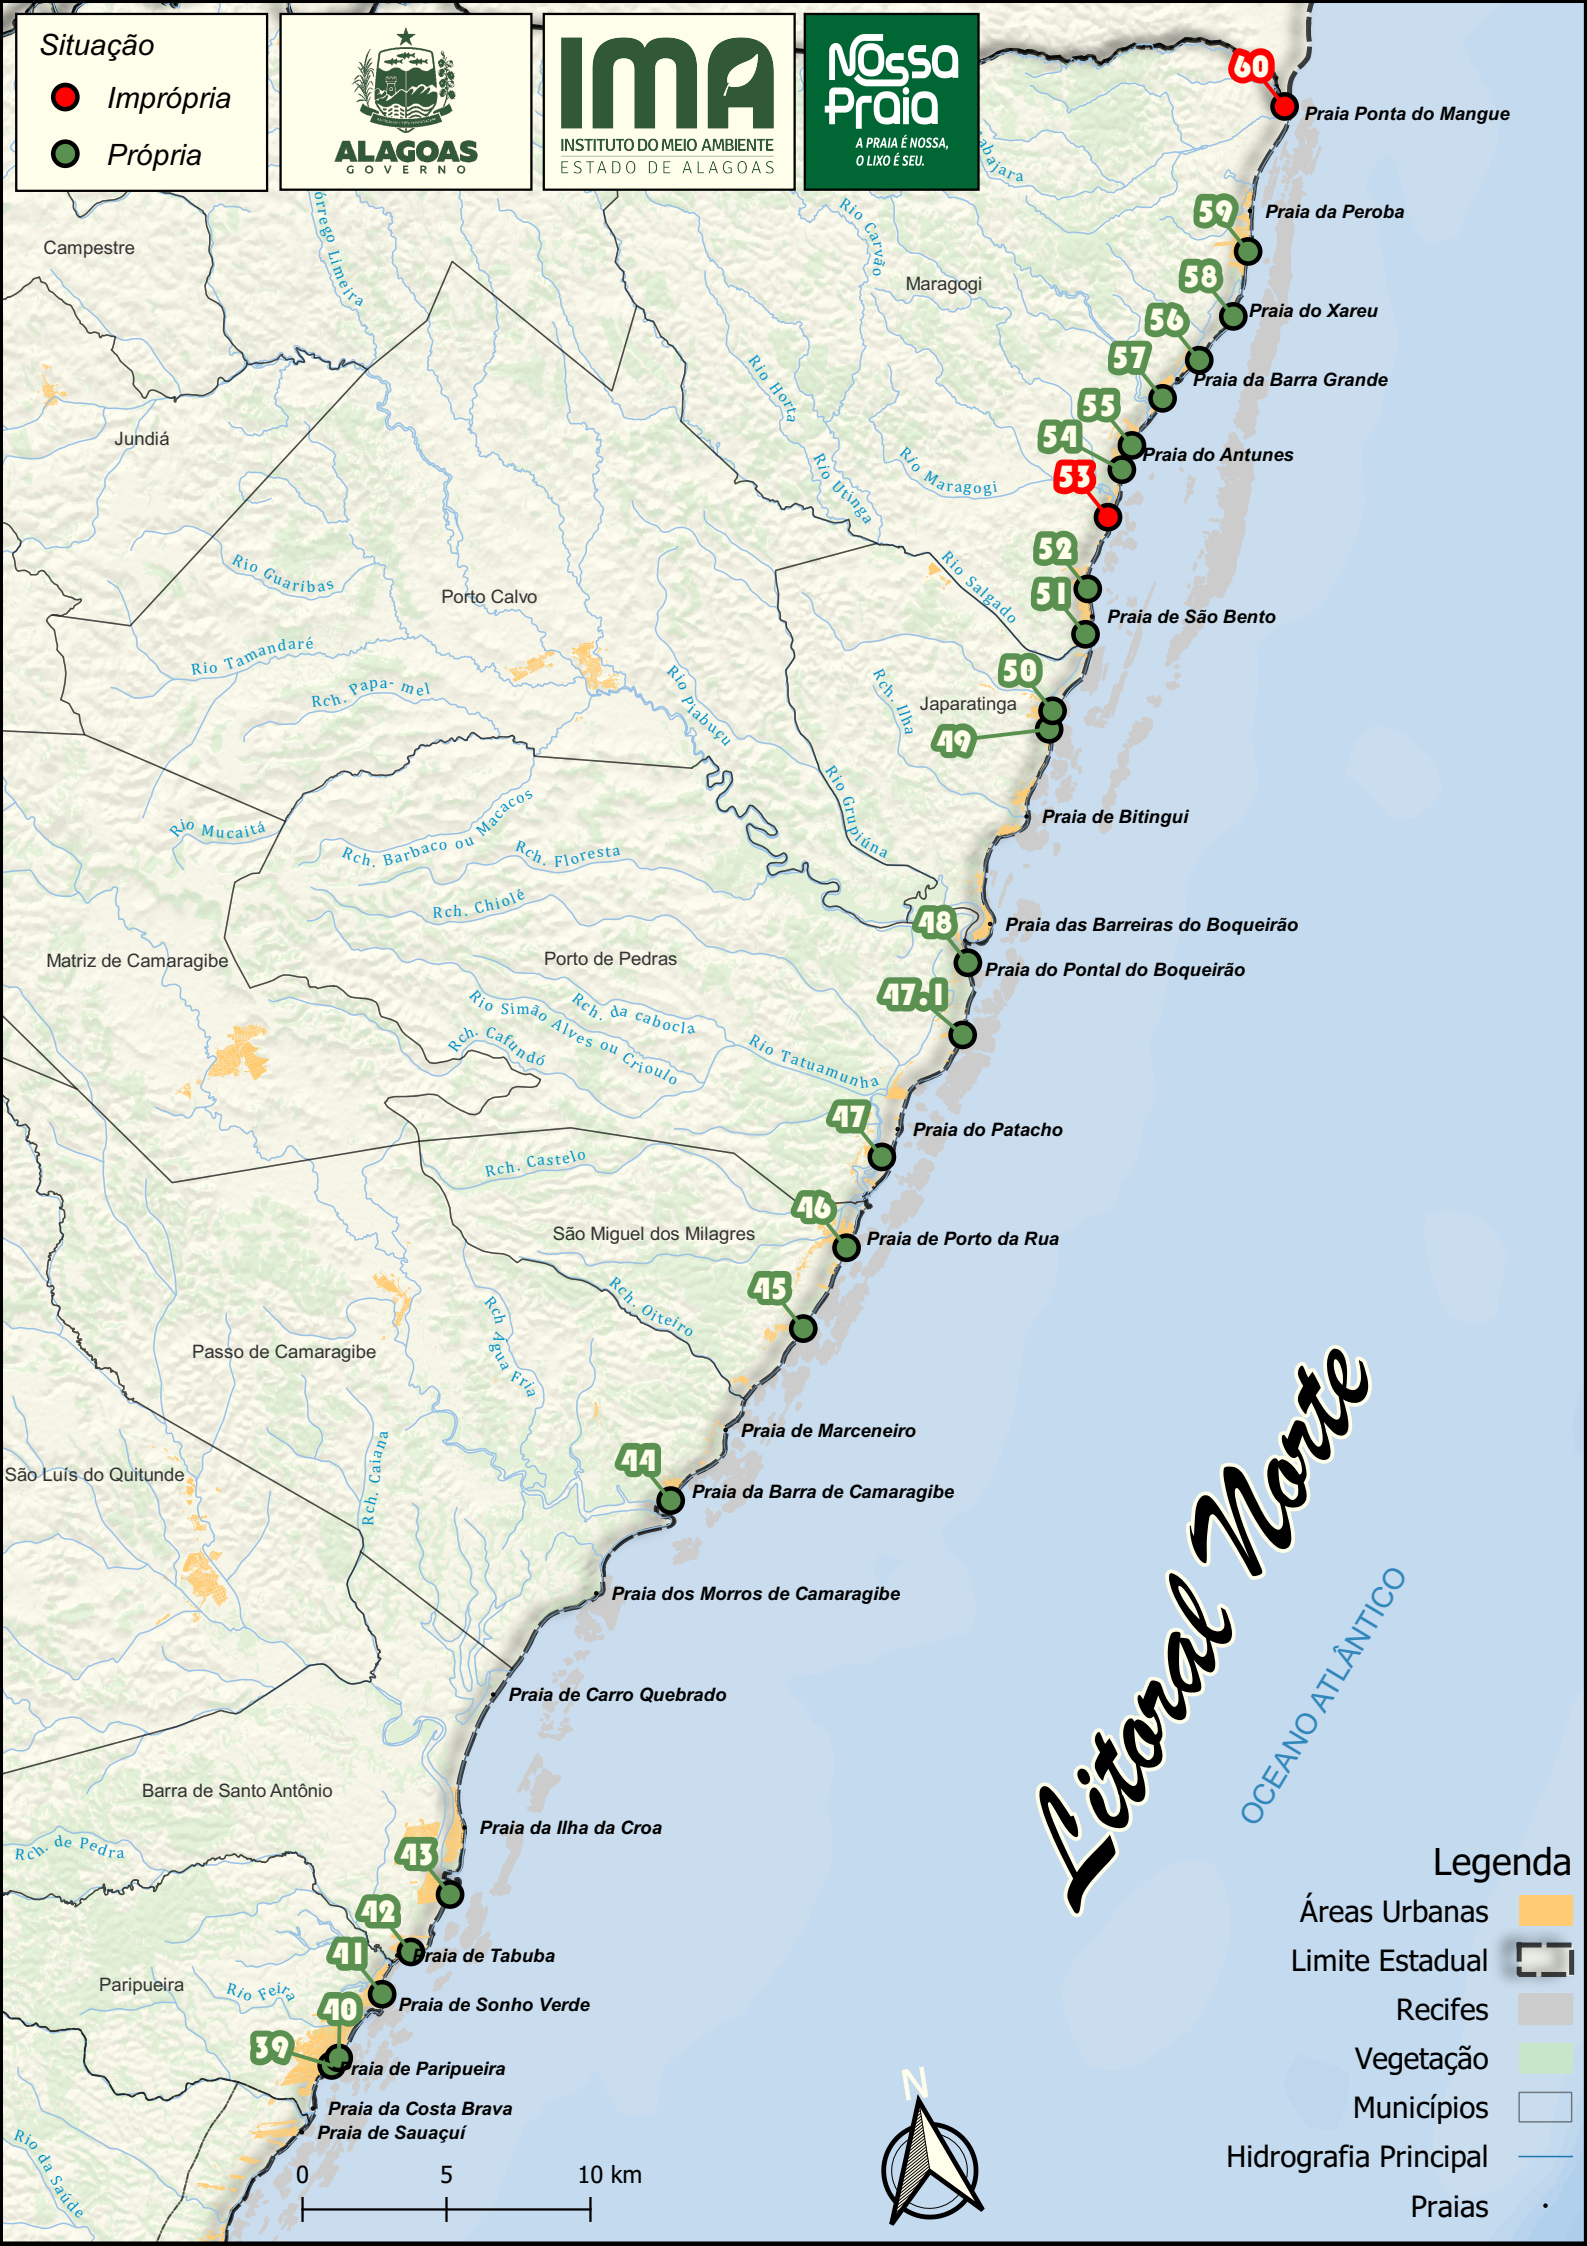 Situação
Imprópria
Própria
ALAGOAS
GOVERNO
IMA
INSTITUTO DO MEIO AMBIENTE
ESTADO DE ALAGOAS
Nossa
Praia
A PRAIA É NOSSA,
O LIXO É SEU.
60
Praia Ponta do Mangue
abajara
59
Praia da Peroba
Rio Carvão
órrego Limeira
Campestre
Maragogi
58
Praia do Xareu
56
57
Praia da Barra Grande
Rio Horta
55
54
Praia do Antunes
Jundiá
Rio Maragogi
53
Rio Utinga
52
Rio Guaribas
Rio Salgado
Porto Calvo
51
Praia de São Bento
Rio Tamandaré
50
Rch. Papa- mel
Rio Piabuçu
Rch. Ilha
Japaratinga
49
Rio Mucaitá
Rch. Barbaco ou Macacos
Rch. Floresta
Rio Grupiúna
Praia de Bitingui
Rch. Chiolé
48
Praia das Barreiras do Boqueirão
Matriz de Camaragibe
Porto de Pedras
Praia do Pontal do Boqueirão
47.1
Rio Simão Alves ou Crioulo
Rch. da cabocla
Rch. Cafundó
Rio Tatuamunha
47
Praia do Patacho
Rch. Castelo
46
São Miguel dos Milagres
Praia de Porto da Rua
45
Rch. Oiteiro
Rch Água Fria
Passo de Camaragibe
Praia de Marceneiro
44
São Luís do Quitunde
Rch. Caiana
Praia da Barra de Camaragibe
Praia dos Morros de Camaragibe
Litoral Norte
OCEANO ATLÂNTICO
Praia de Carro Quebrado
Barra de Santo Antônio
Praia da Ilha da Croa
Rch. de Pedra
43
42
Praia de Tabuba
41
Paripueira
Rio Feira
Praia de Sonho Verde
40
39
Praia de Paripueira
Praia da Costa Brava
Praia de Sauaçuí
Rio da Saúde
0 5 10 km
N
Legenda
Áreas Urbanas
Limite Estadual
Recifes
Vegetação
Municípios
Hidrografia Principal
Praias